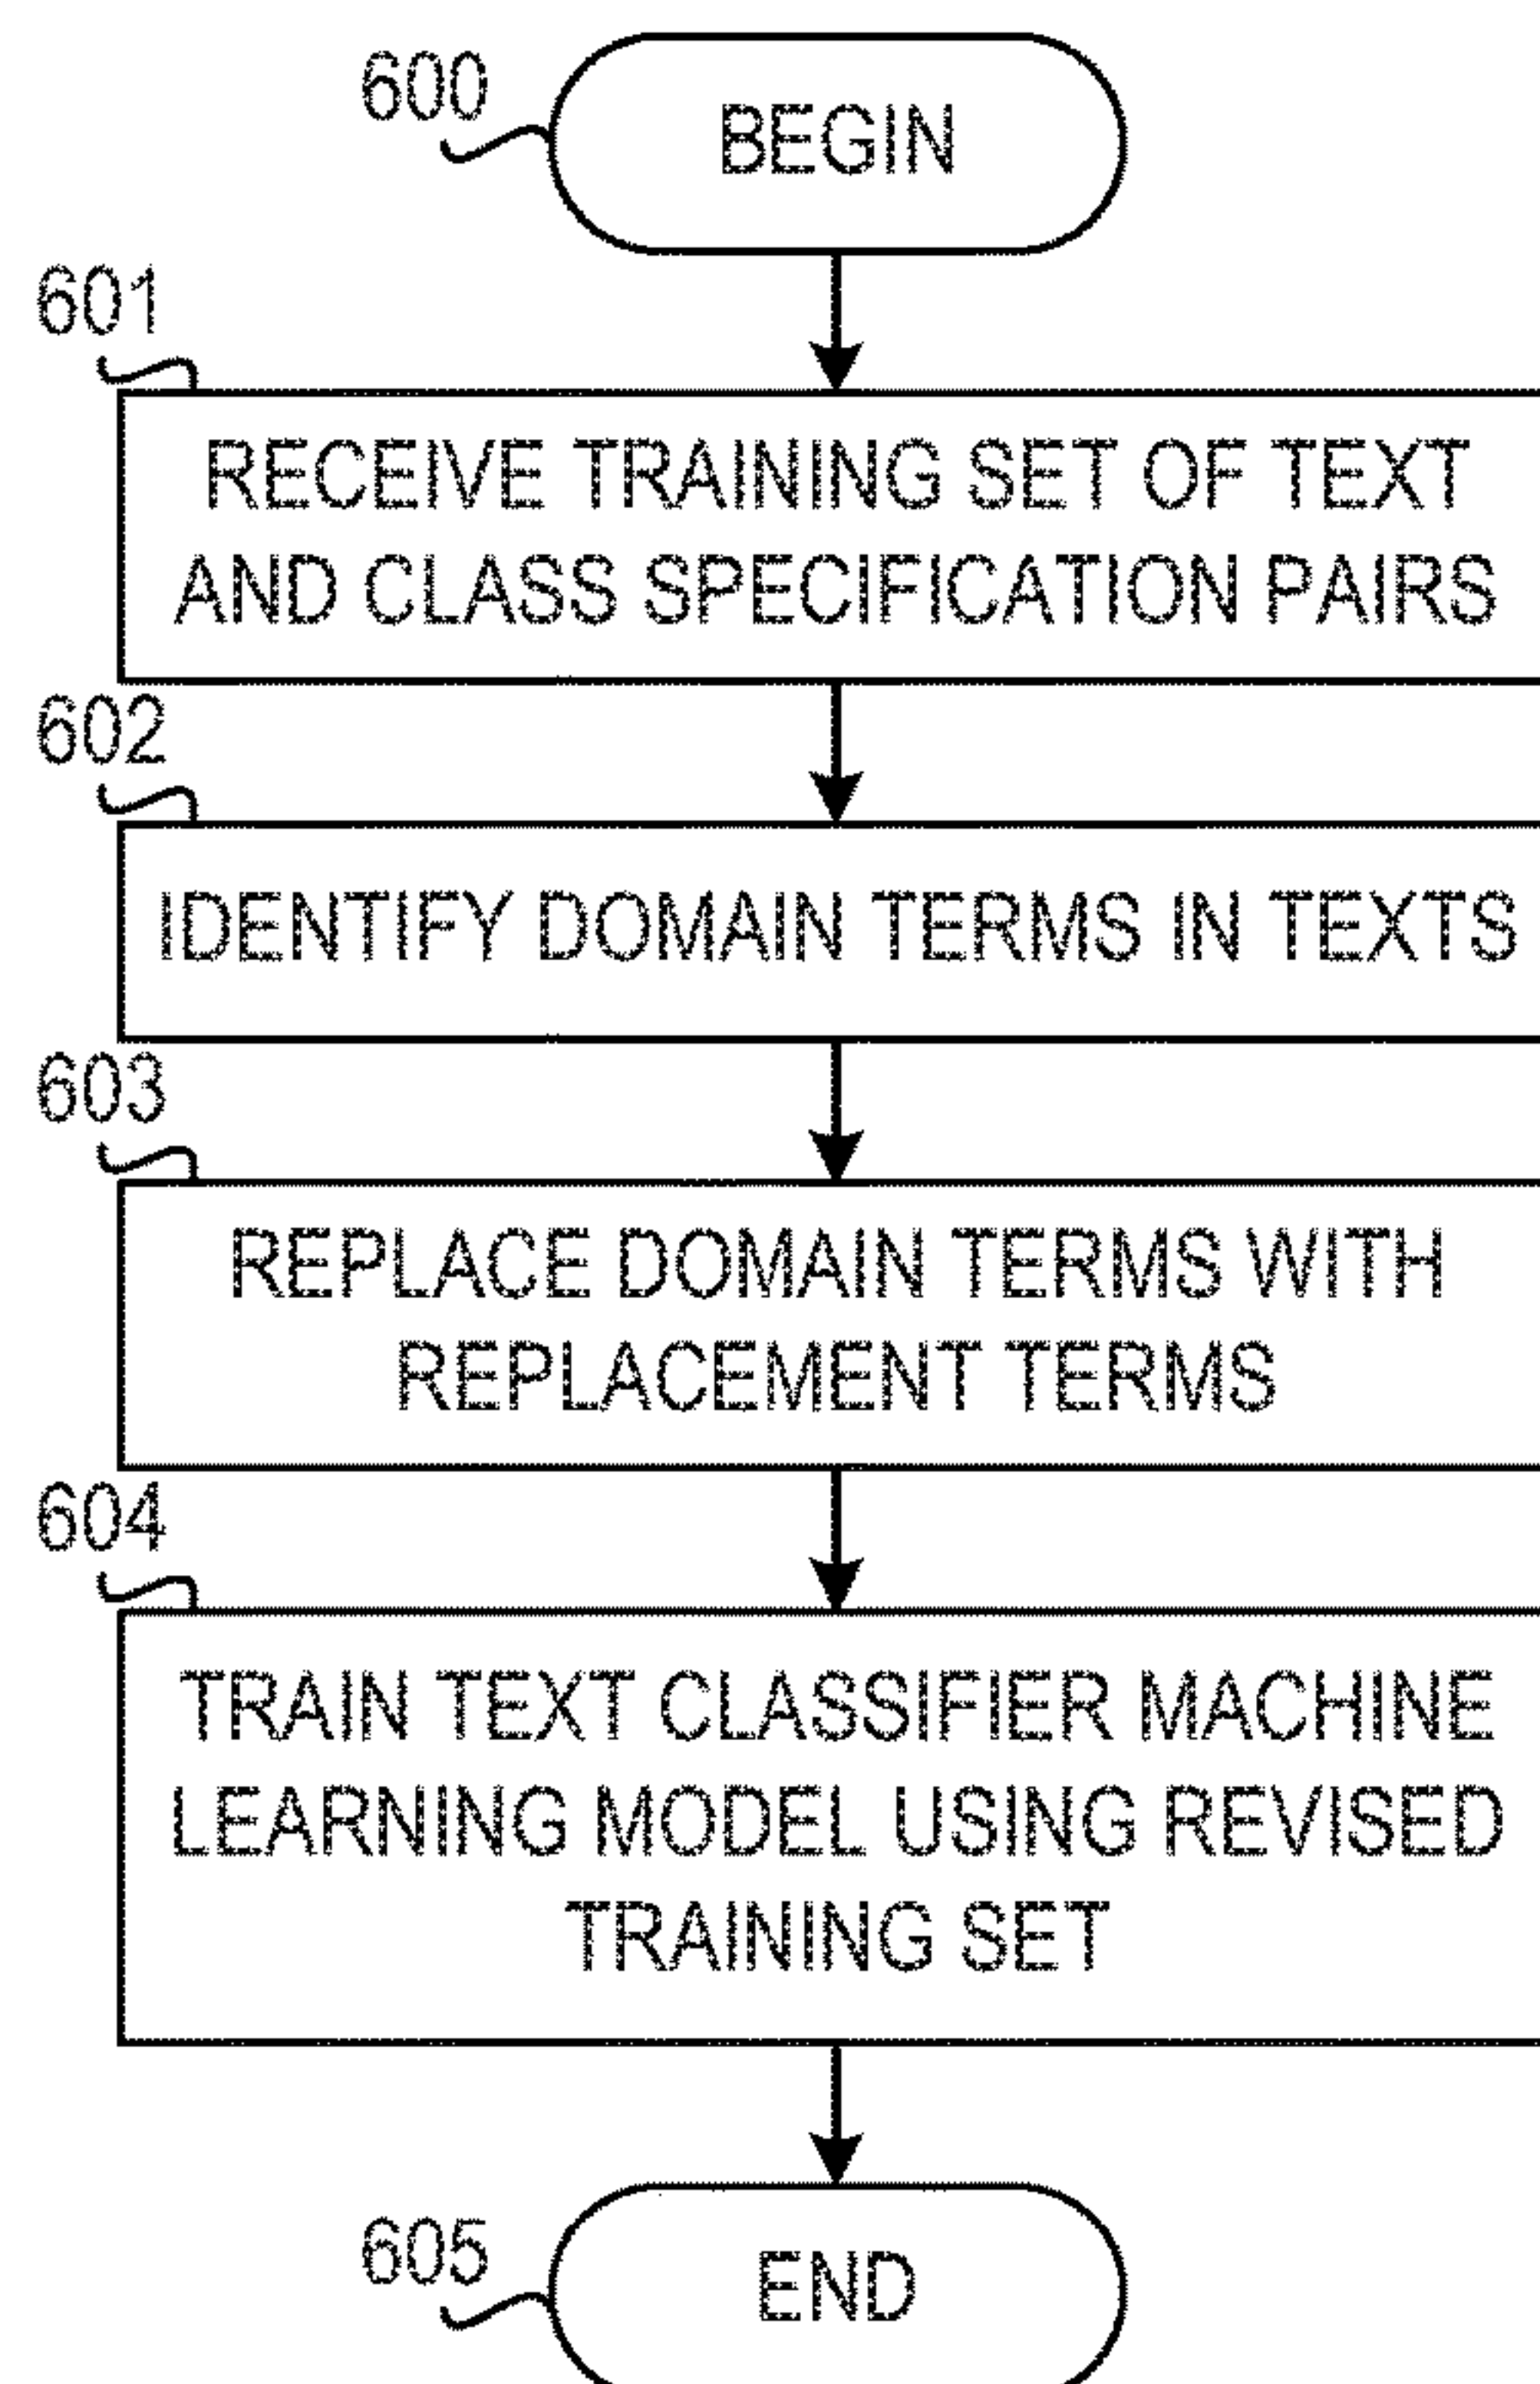 600
BEGIN
601
RECEIVE TRAINING SET OF TEXT
AND CLASS SPECIFICATION PAIRS
602
IDENTIFY DOMAIN TERMS IN TEXTS
603
REPLACE DOMAIN TERMS WITH
REPLACEMENT TERMS
604
TRAIN TEXT CLASSIFIER MACHINE
LEARNING MODEL USING REVISED
TRAINING SET
605
END